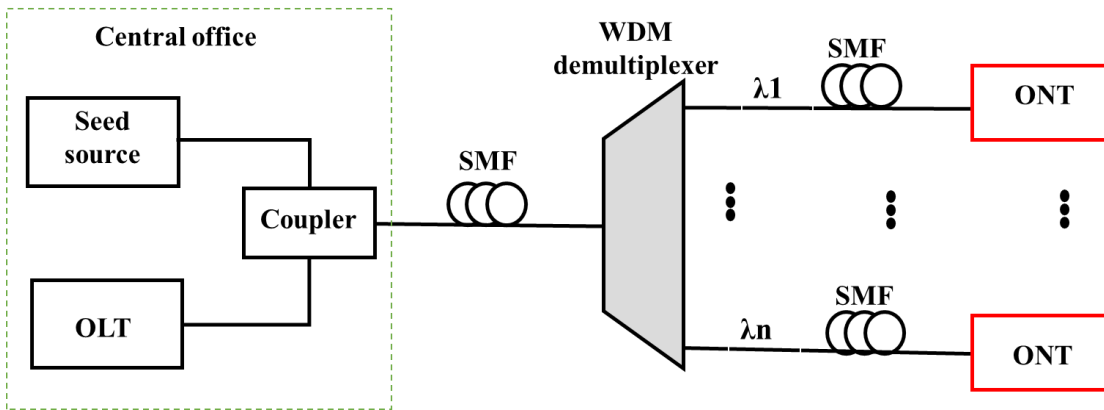 Central office
Seed
source
Coupler
OLT
SMF
WDM
demultiplexer
λ1
SMF
ONT
λn
SMF
ONT